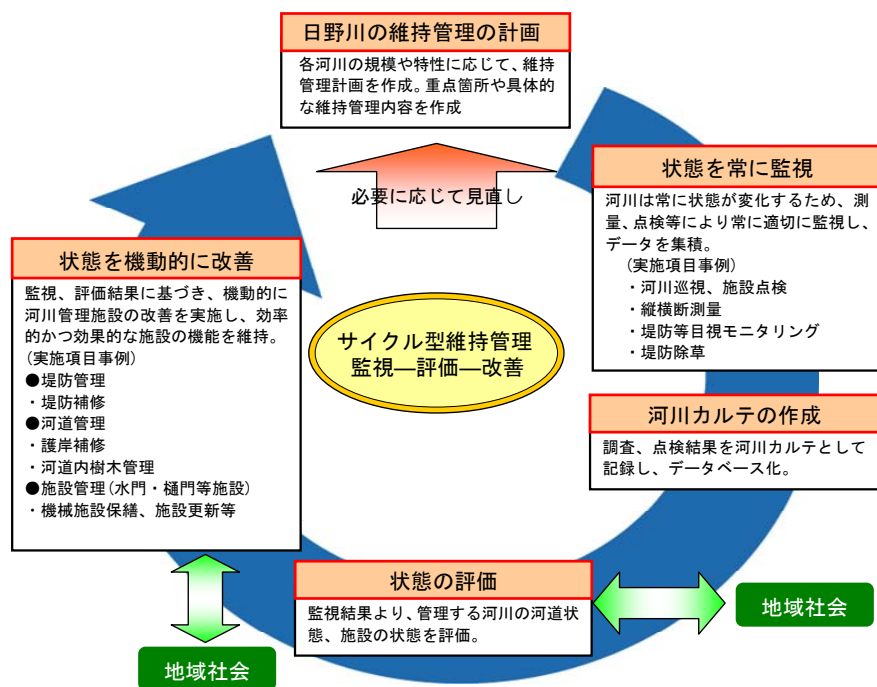 日野川の維持管理の計画
各河川の規模や特性に応じて、維持
管理計画を作成。重点箇所や具体的
な維持管理内容を作成
必要に応じて見直し
状態を常に監視
河川は常に状態が変化するため、測
量、点検等により常に適切に監視し、
データを集積。
(実施項目事例)
・河川巡視、施設点検
・縦横断測量
・堤防等目視モニタリング
・堤防除草
河川カルテの作成
調査、点検結果を河川カルテとして
記録し、データベース化。
状態の評価
監視結果より、管理する河川の河道状
態、施設の状態を評価。
地域社会
状態を機動的に改善
監視、評価結果に基づき、機動的に
河川管理施設の改善を実施し、効率
的かつ効果的な施設の機能を維持。
(実施項目事例)
●堤防管理
・堤防補修
●河道管理
・護岸補修
・河道内樹木管理
●施設管理(水門・樋門等施設)
・機械施設保繕、施設更新等
地域社会
サイクル型維持管理
監視―評価―改善